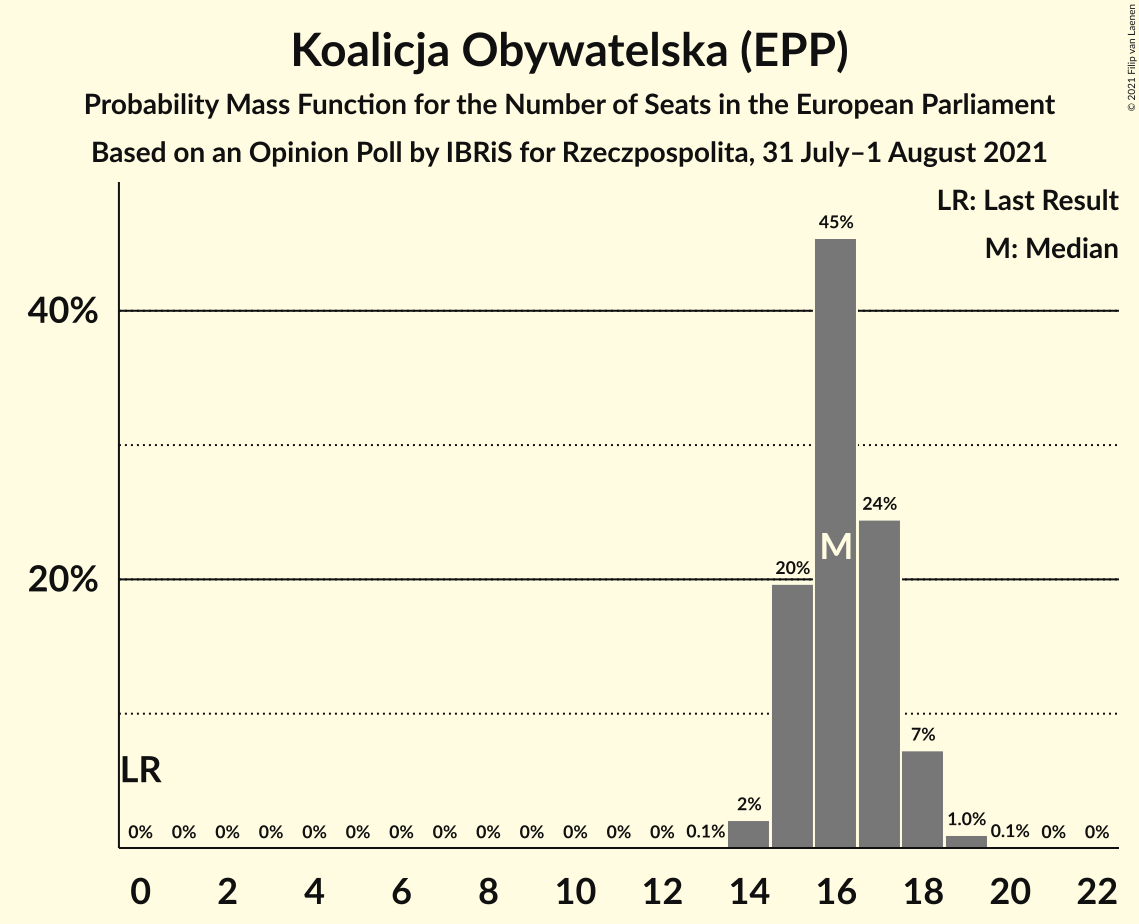 Koalicja Obywatelska (EPP)
Probability Mass Function for the Number of Seats in the European Parliament
Based on an Opinion Poll by IBRiS for Rzeczpospolita, 31 July–1 August 2021
© 2021 Filip van Laenen
LR: Last Result
M: Median
40%
20%
45%
24%
M
20%
7%
LR
2%
1.0%
0% 0% 0% 0% 0% 0% 0% 0% 0% 0% 0% 0% 0% 0.1% 0.1% 0% 0%
0 2 4 6 8 10 12 14 16 18 20 22